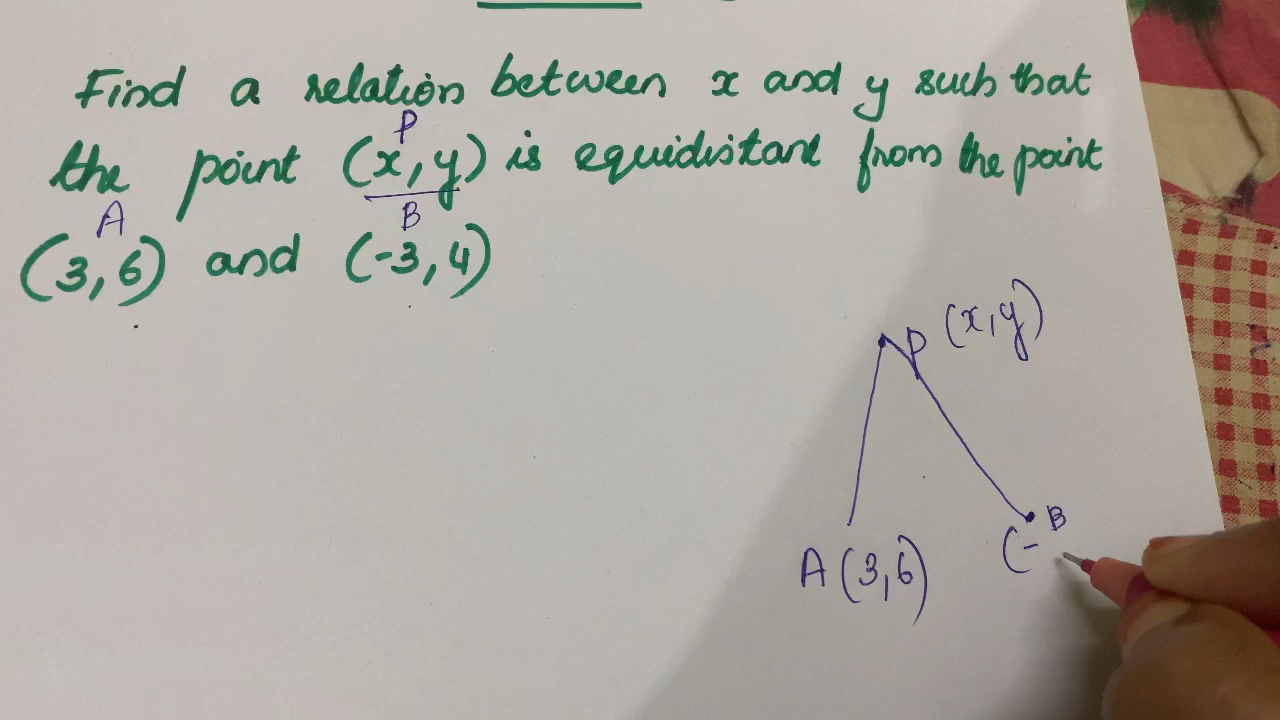 Find a relation between x and y such that
P
the point (x, y) is equidistant from the point
A B
(3, 6) and (-3, 4)
P (x, y)
B
A (3, 6) (-